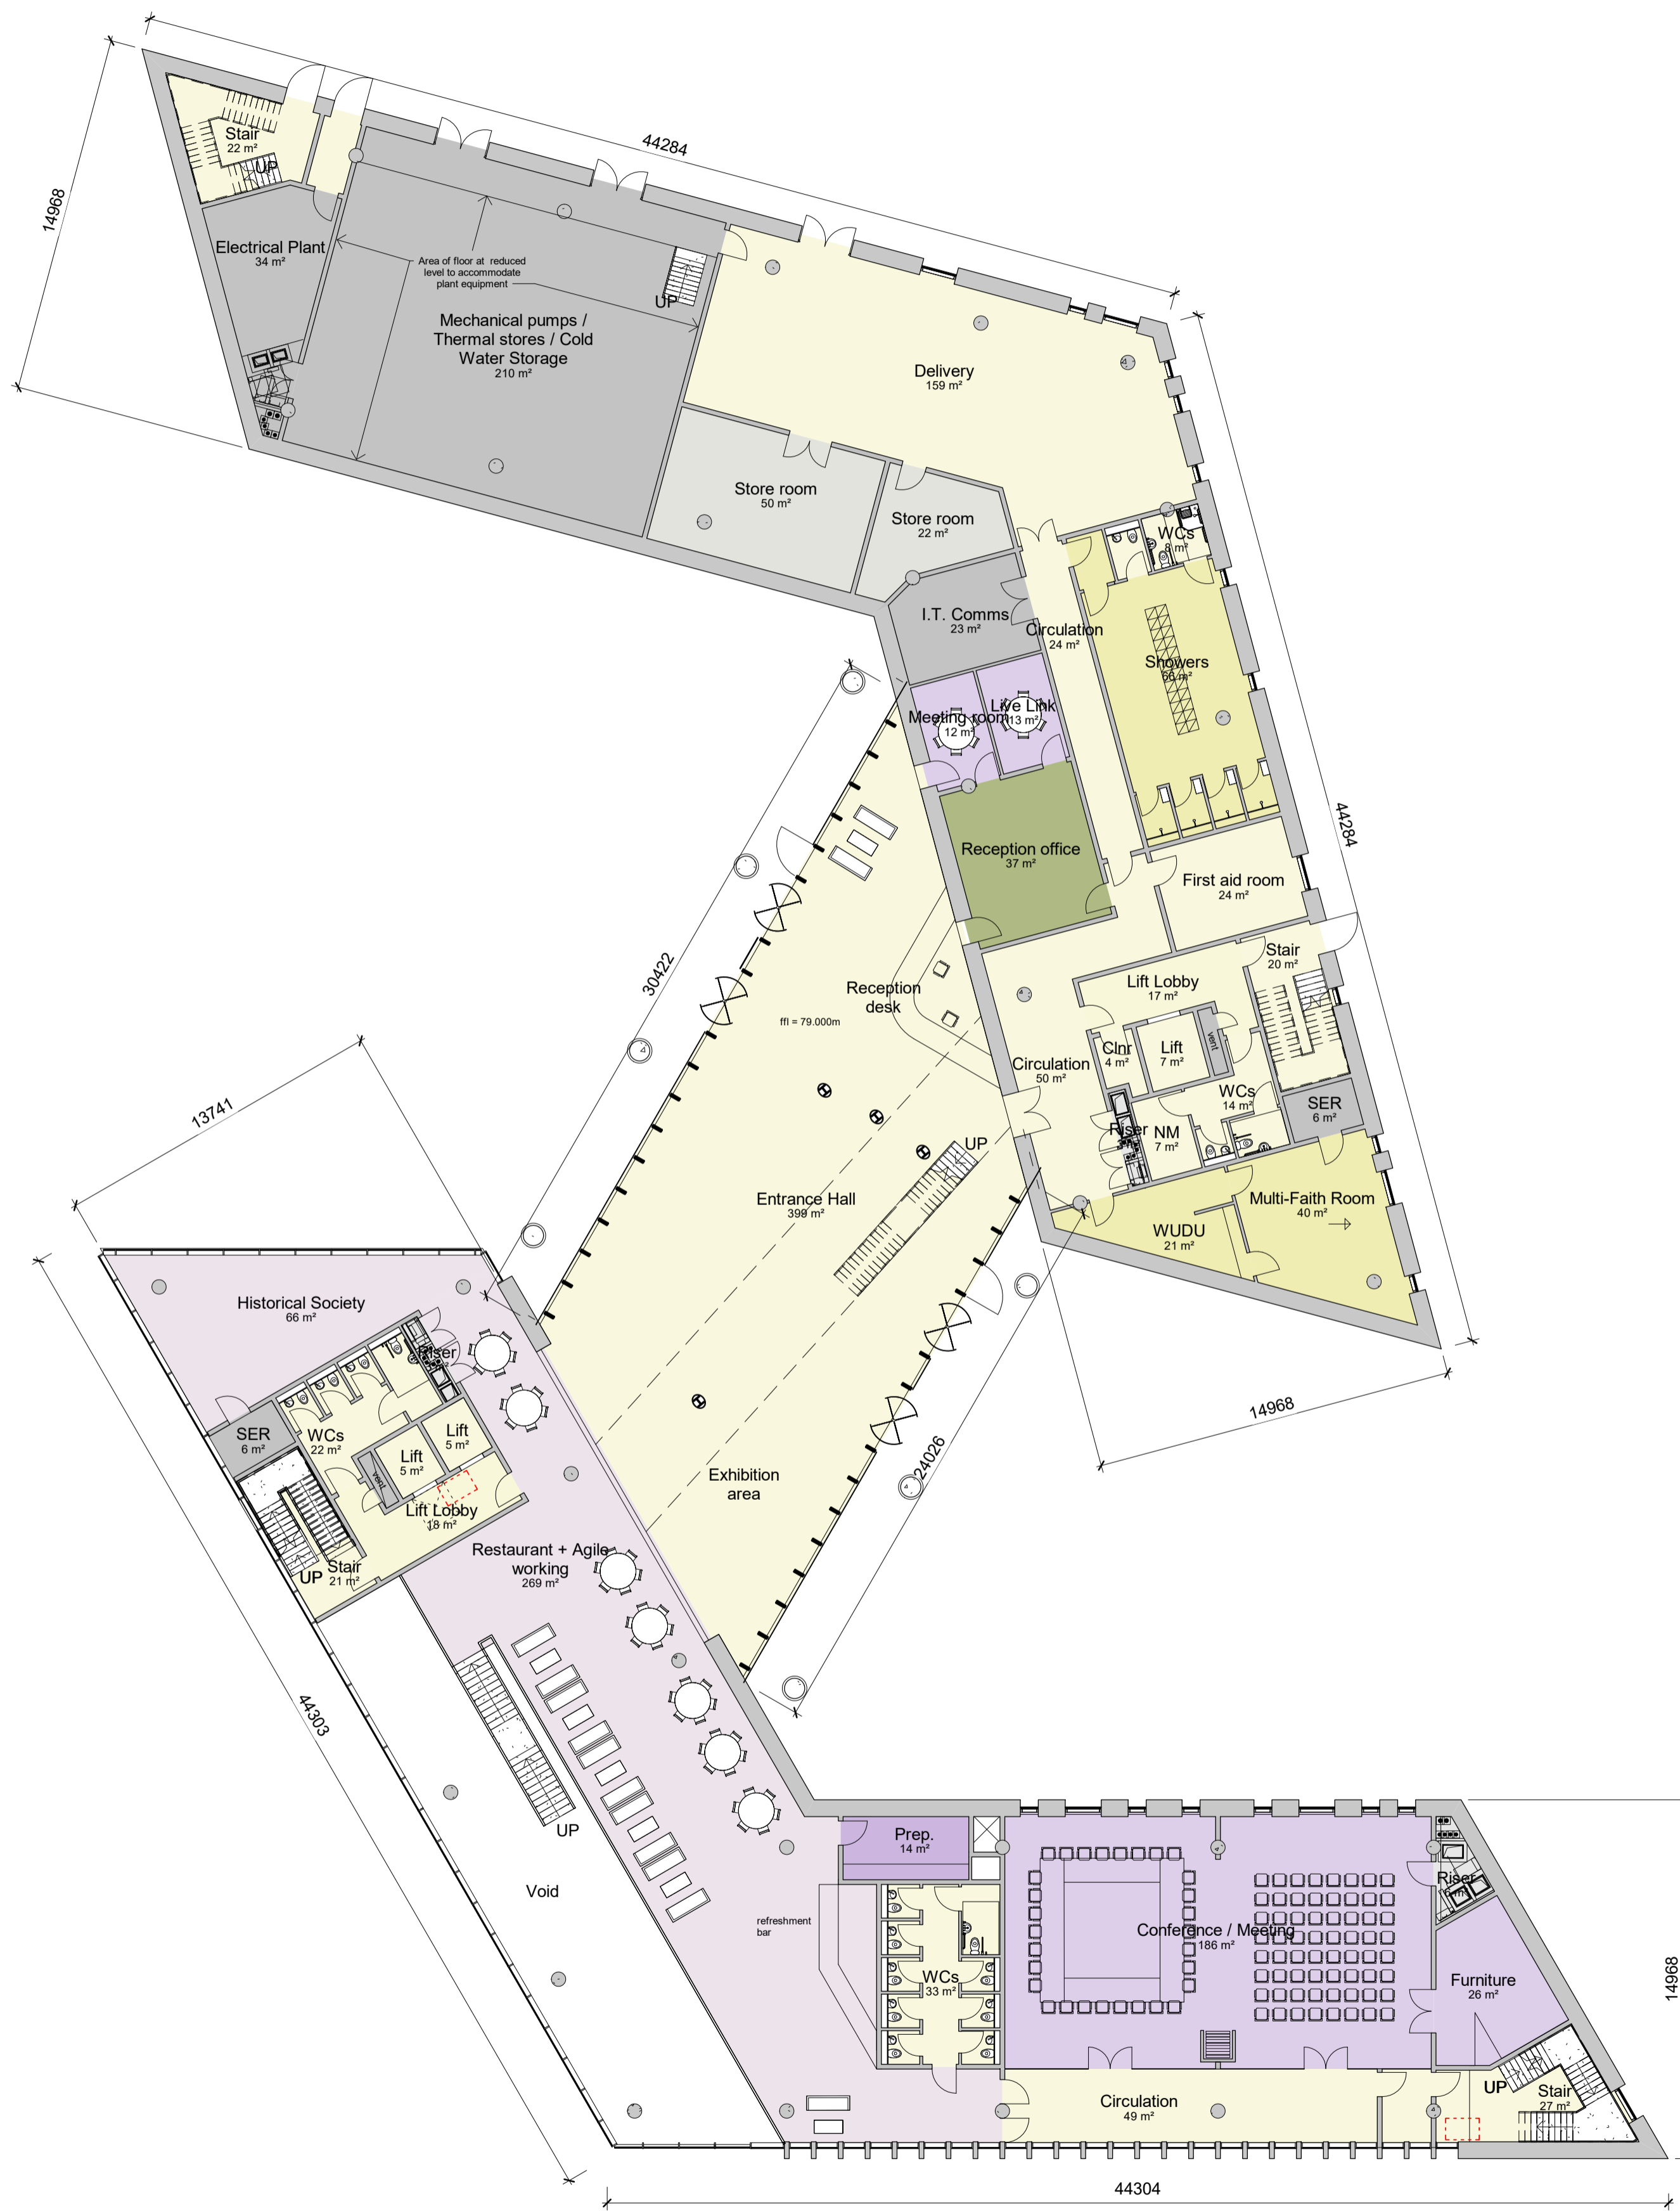 44284
14968
Stair
22 m²
UP
Electrical Plant
34 m²
Area of floor at reduced
level to accommodate
plant equipment
UP
Mechanical pumps /
Thermal stores / Cold
Water Storage
210 m²
Delivery
159 m²
Store room
50 m²
Store room
22 m²
WCs
8 m²
I.T. Comms
23 m²
Circulation
24 m²
Showers
66 m²
Meeting room
12 m²
Live Link
13 m²
Reception office
37 m²
44284
First aid room
24 m²
30422
Reception
desk
ffl = 79.000m
Stair
20 m²
Lift Lobby
17 m²
Clnr
4 m²
Lift
7 m²
vent
Circulation
50 m²
WCs
14 m²
SER
6 m²
Riser
NM
7 m²
UP
Entrance Hall
399 m²
Multi-Faith Room
40 m²
WUDU
21 m²
13741
14968
24026
Historical Society
66 m²
Riser
SER
6 m²
WCs
22 m²
Lift
5 m²
Lift
5 m²
vent
Lift Lobby
18 m²
Exhibition
area
Stair
21 m²
UP
Restaurant + Agile
working
269 m²
44303
UP
Void
Prep.
14 m²
refreshment
bar
WCs
33 m²
Conference / Meeting
186 m²
Riser
Furniture
26 m²
14968
UP
Stair
27 m²
Circulation
49 m²
44304